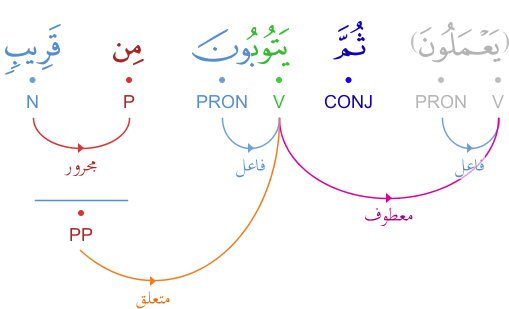 (يَعْمَلُونَ) ثُمَّ يَتُوبُونَ مِن قَرِيبٍ
N P PRON V CONJ PRON V
فاعل فاعل مجرور
معطوف
PP
متعلق